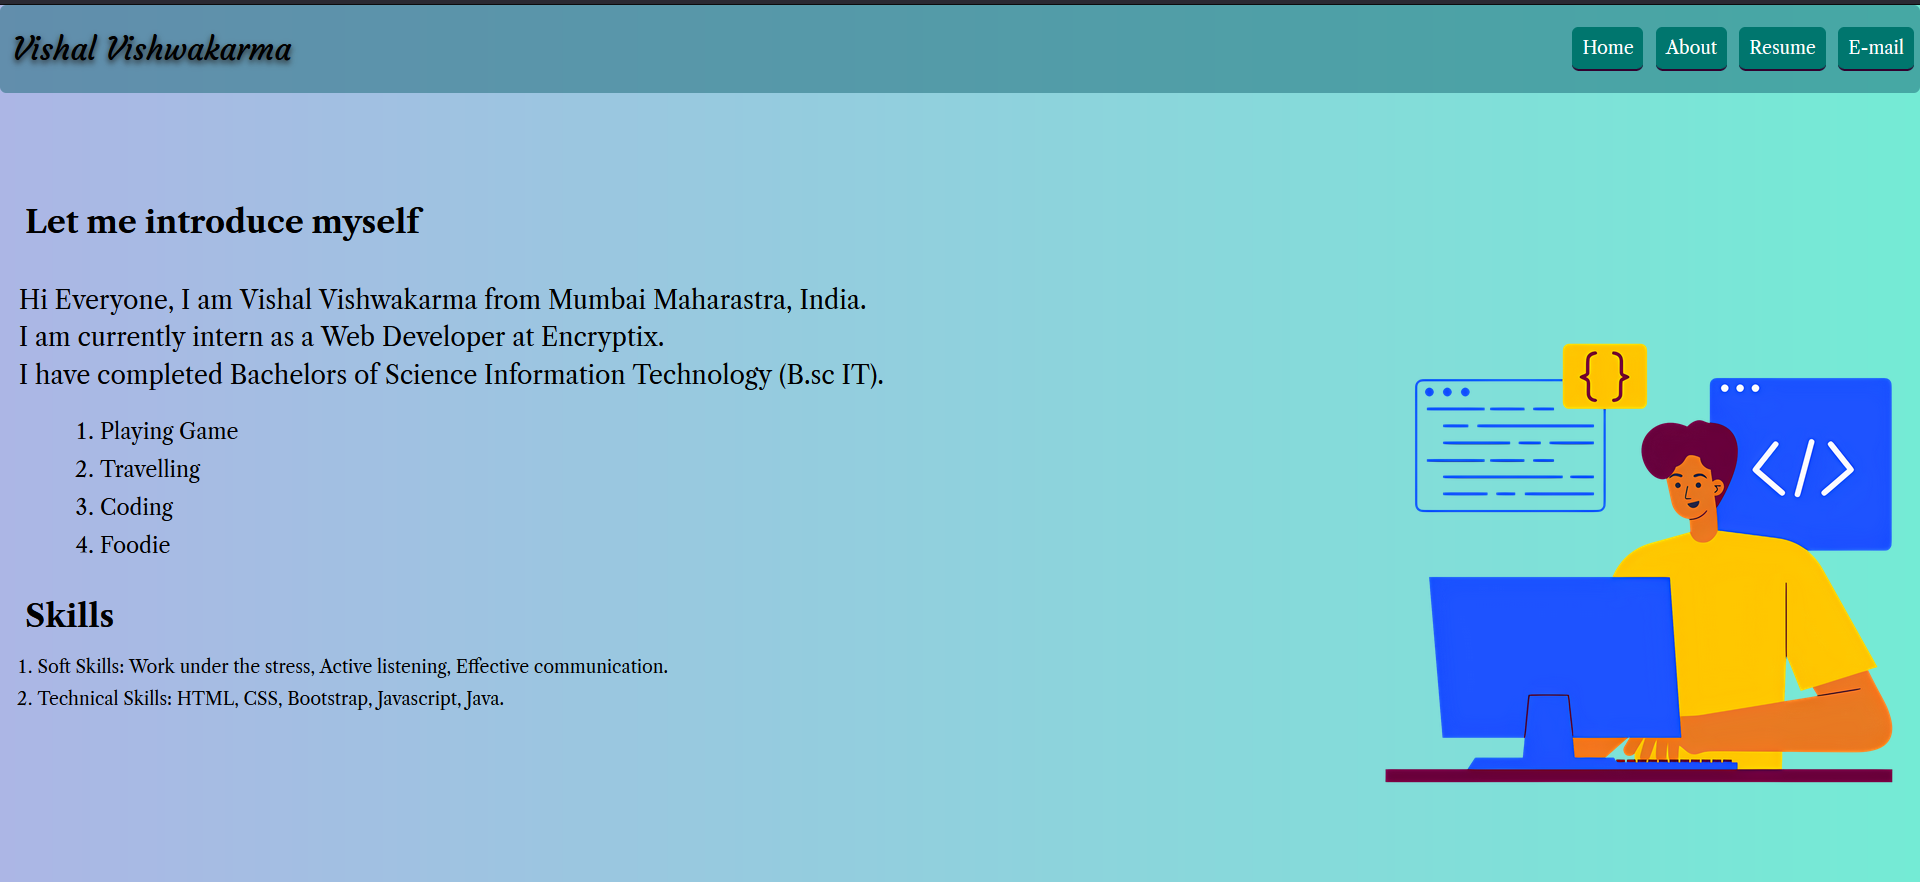 Vishal Vishwakarma
Home About Resume E-mail
Let me introduce myself
Hi Everyone, I am Vishal Vishwakarma from Mumbai Maharastra, India.
I am currently intern as a Web Developer at Encryptix.
I have completed Bachelors of Science Information Technology (B.sc IT).
1. Playing Game
2. Travelling
3. Coding
4. Foodie
{ }
</>
Skills
1. Soft Skills: Work under the stress, Active listening, Effective communication.
2. Technical Skills: HTML, CSS, Bootstrap, Javascript, Java.